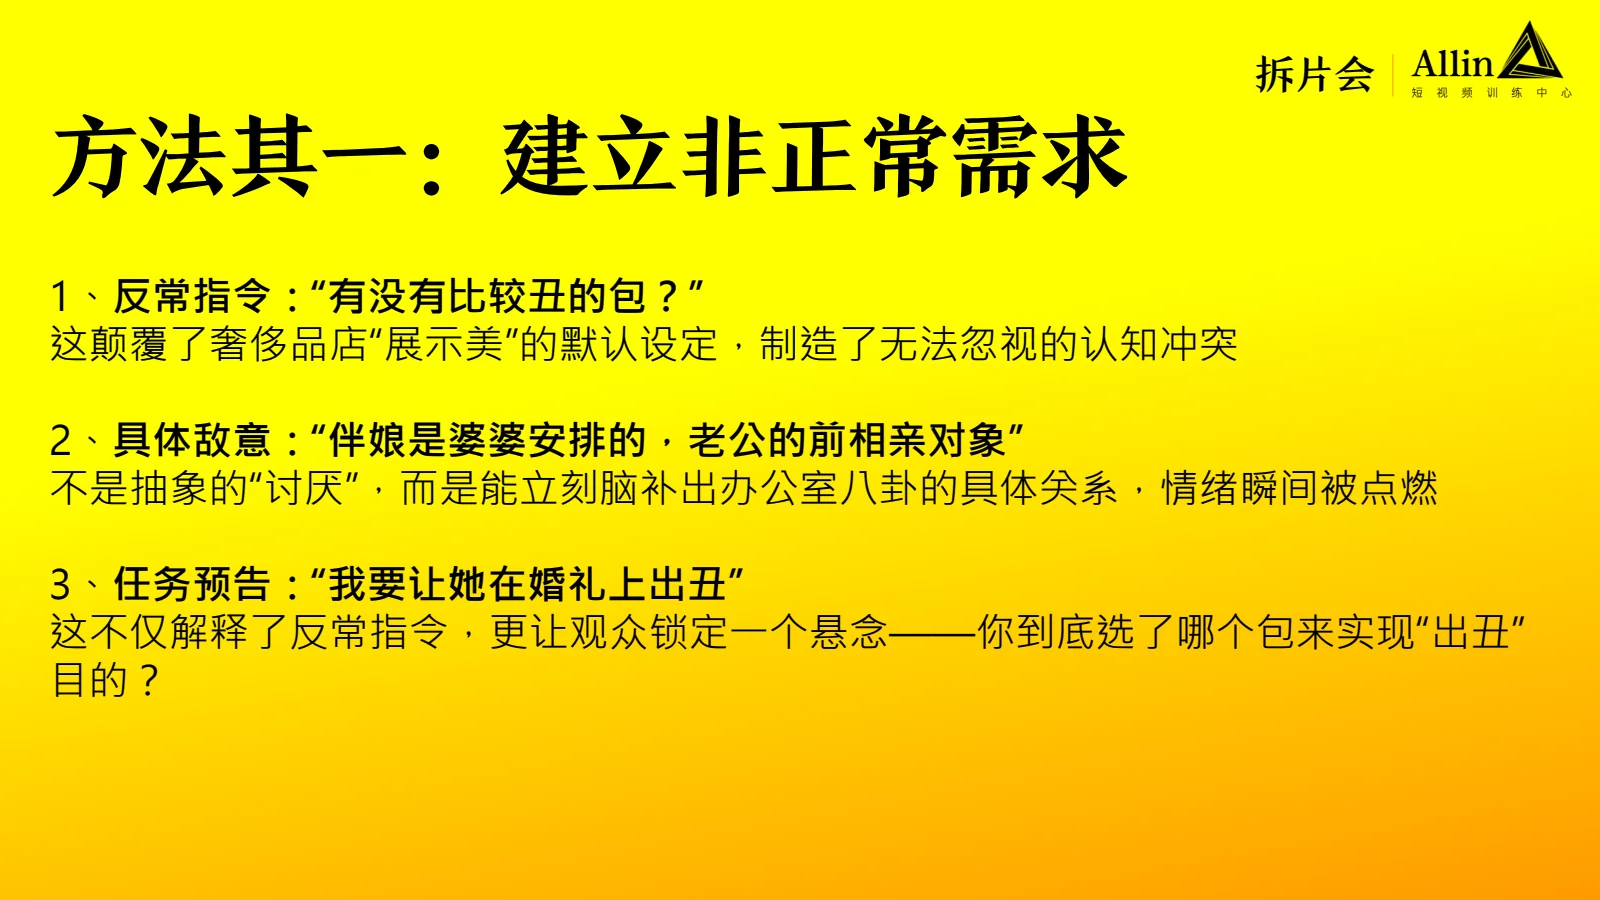 拆片会
Allin
短视频训练中心
方法其一：建立非正常需求
1、反常指令：“有没有比较丑的包？”
这颠覆了奢侈品店“展示美”的默认设定，制造了无法忽视的认知冲突
2、具体敌意：“伴娘是婆婆安排的，老公的前相亲对象”
不是抽象的“讨厌”，而是能立刻脑补出办公室八卦的具体关系，情绪瞬间被点燃
3、任务预告：“我要让她在婚礼上出丑”
这不仅解释了反常指令，更让观众锁定一个悬念——你到底选了哪个包来实现“出丑”
目的？